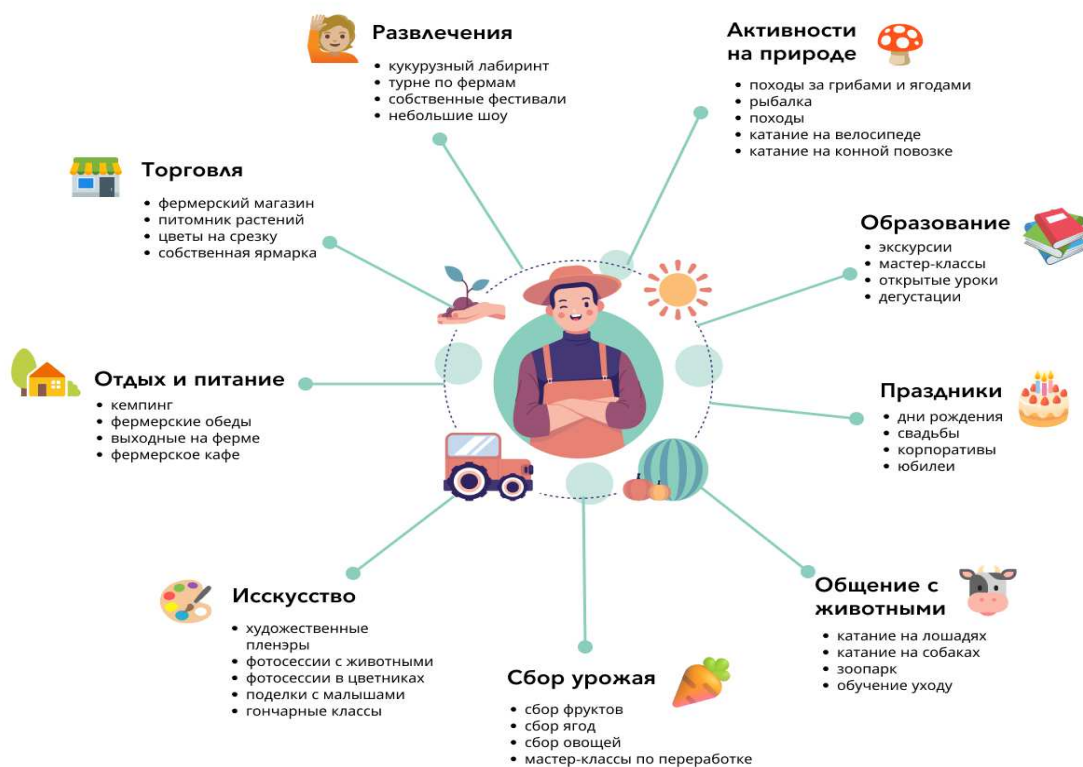 Развлечения
• кукурузный лабиринт
• турне по фермам
• собственные фестивали
• небольшие шоу
Активности
на природе
• походы за грибами и ягодами
• рыбалка
• походы
• катание на велосипеде
• катание на конной повозке
Торговля
• фермерский магазин
• питомник растений
• цветы на срезку
• собственная ярмарка
Образование
• экскурсии
• мастер-классы
• открытые уроки
• дегустации
Отдых и питание
• кемпинг
• фермерские обеды
• выходные на ферме
• фермерское кафе
Праздники
• дни рождения
• свадьбы
• корпоративы
• юбилеи
Исскусство
• художественные
пленэры
• фотосессии с животными
• фотосессии в цветниках
• поделки с малышами
• гончарные классы
Сбор урожая
• сбор фруктов
• сбор ягод
• сбор овощей
• мастер-классы по переработке
Общение с
животными
• катание на лошадях
• катание на собаках
• зоопарк
• обучение уходу